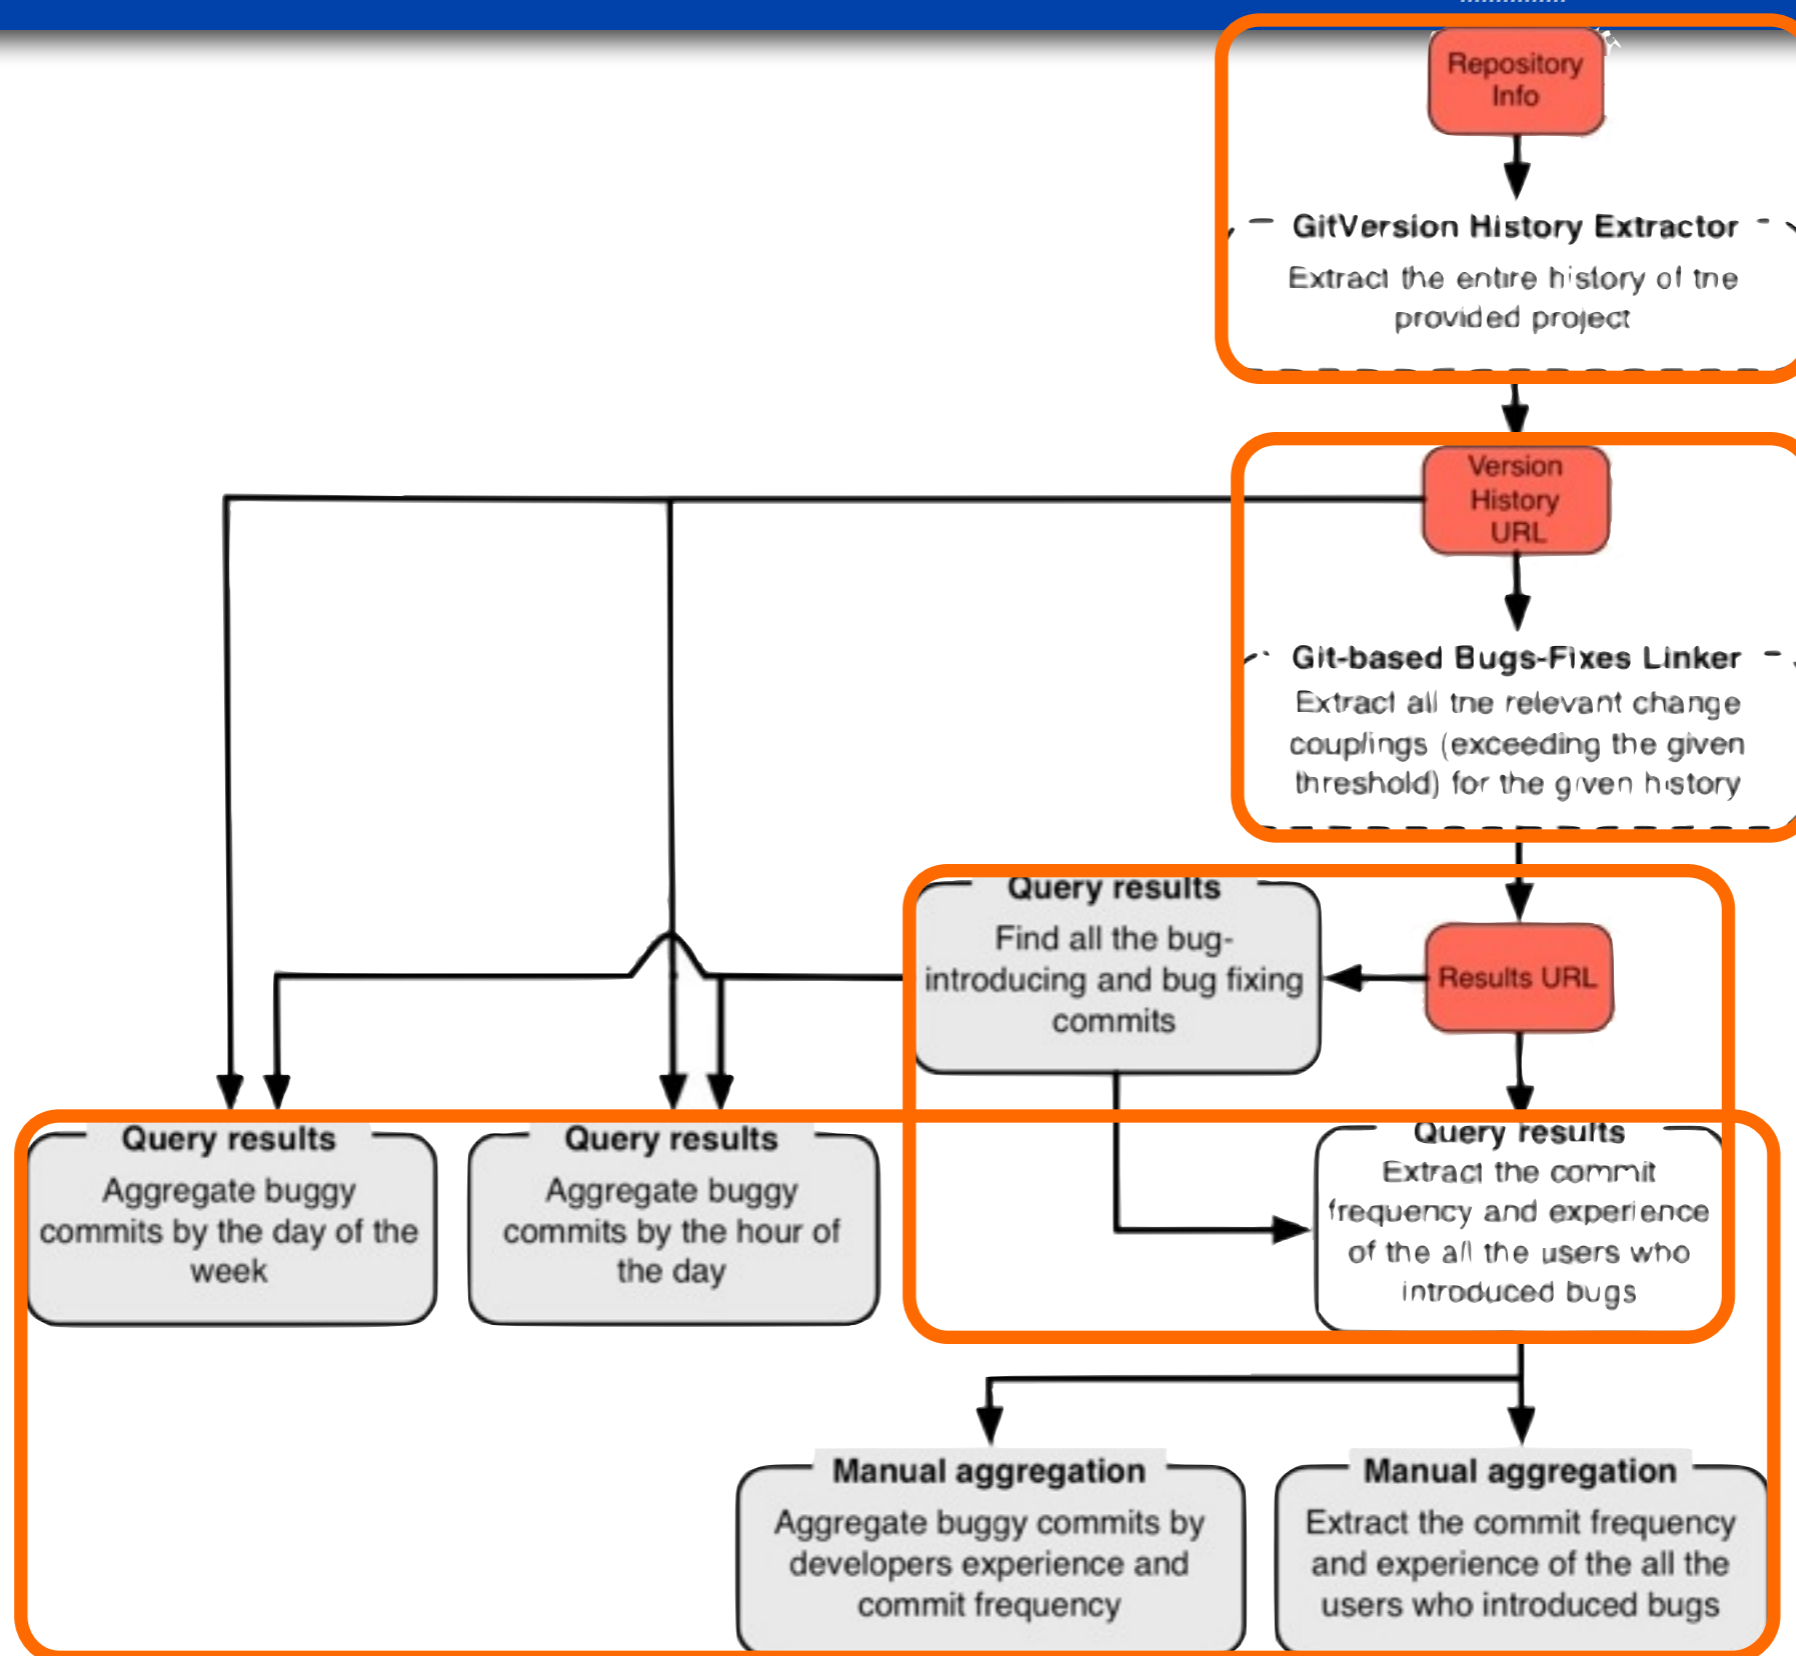 Repository
Info
GitVersion History Extractor
Extract the entire history of the
provided project
Version
History
URL
Git-based Bugs-Fixes Linker
Extract all the relevant change
couplings (exceeding the given
threshold) for the given history
Query results
Find all the bug-
introducing and bug fixing
commits
Results URL
Query results
Aggregate buggy
commits by the day of the
week
Query results
Aggregate buggy
commits by the hour of
the day
Query results
Extract the commit
frequency and experience
of the all the users who
introduced bugs
Manual aggregation
Aggregate buggy commits by
developers experience and
commit frequency
Manual aggregation
Extract the commit frequency
and experience of the all the
users who introduced bugs